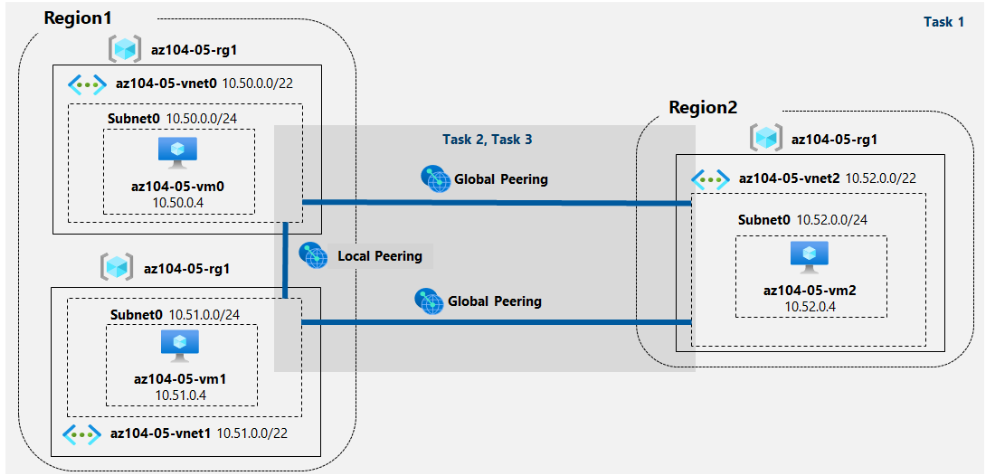 Region1
Task 1
az104-05-rg1
az104-05-vnet0 10.50.0.0/22
Subnet0 10.50.0.0/24
az104-05-vm0
10.50.0.4
Task 2, Task 3
Global Peering
Local Peering
Global Peering
Region2
az104-05-rg1
az104-05-vnet2 10.52.0.0/22
Subnet0 10.52.0.0/24
az104-05-vm2
10.52.0.4
az104-05-rg1
Subnet0 10.51.0.0/24
az104-05-vm1
10.51.0.4
az104-05-vnet1 10.51.0.0/22